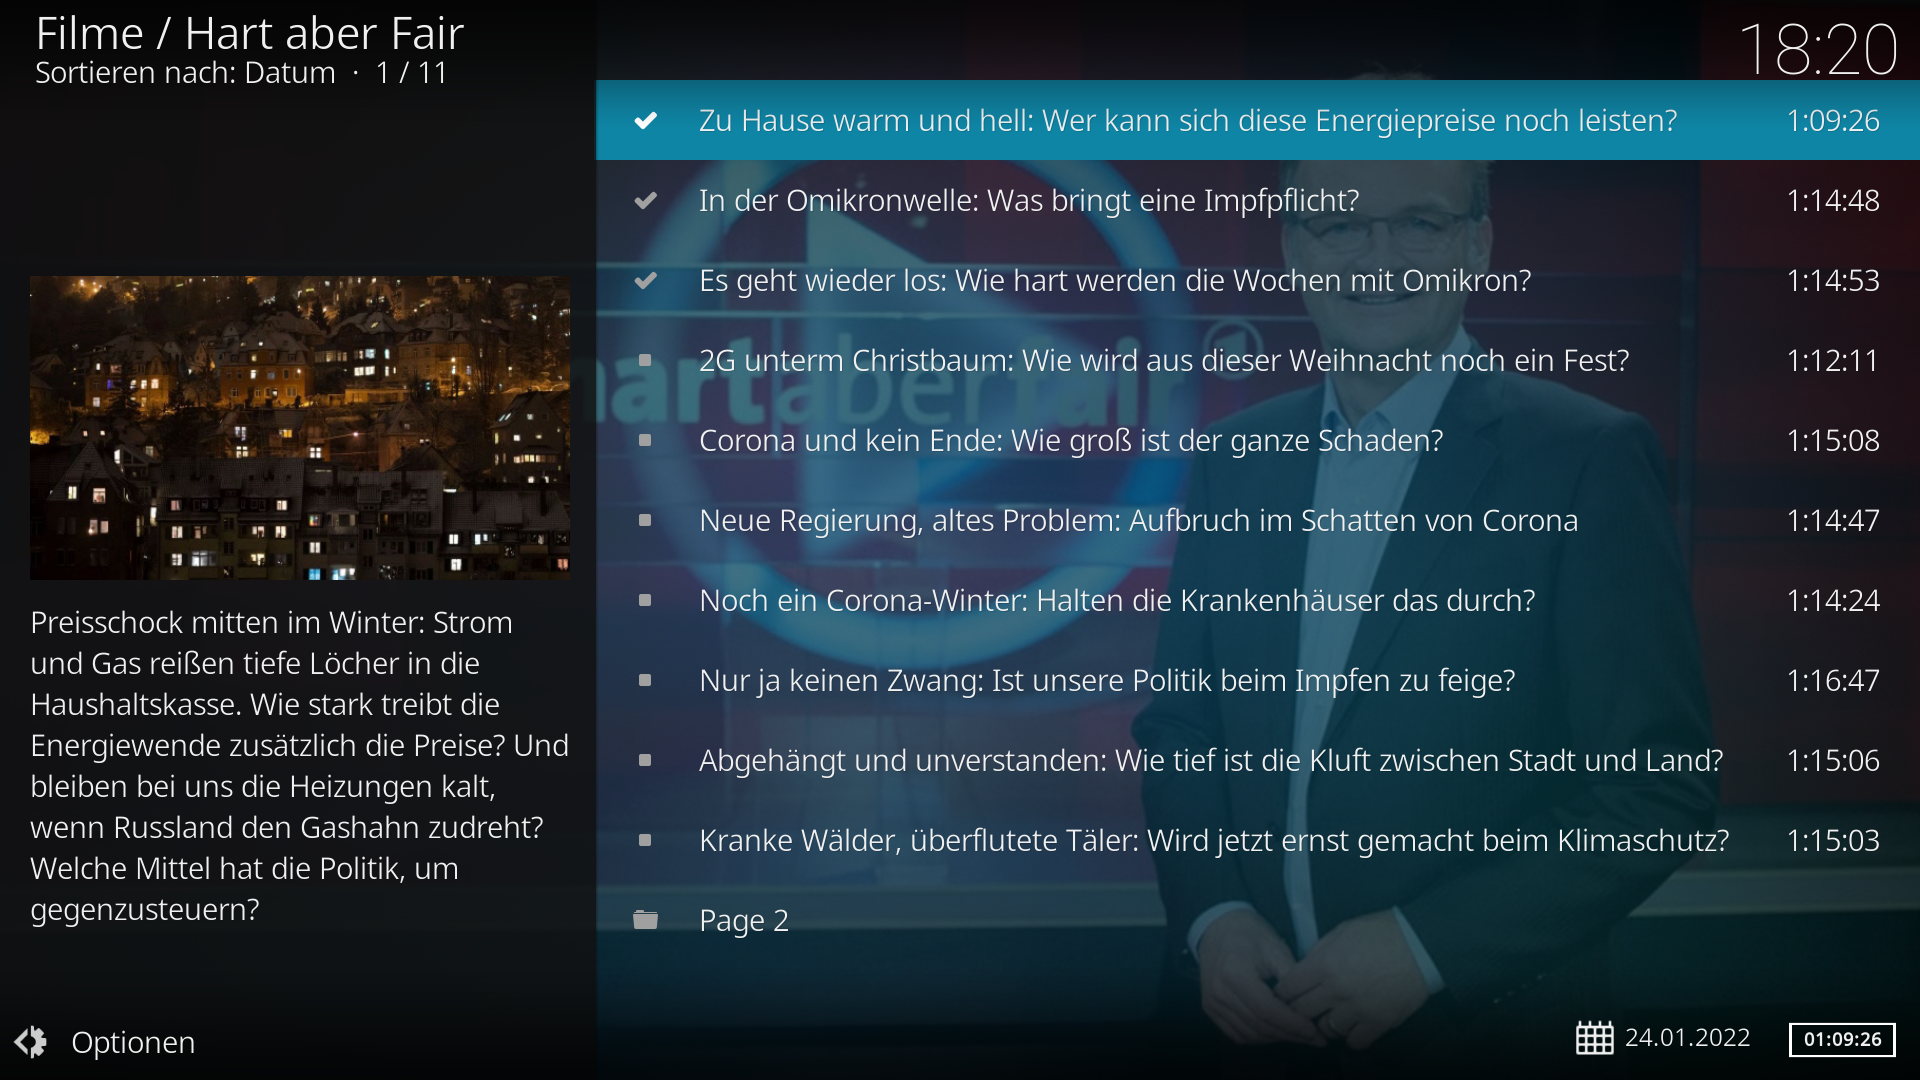 Filme / Hart aber Fair
Sortieren nach: Datum · 1 / 11
18:20
Zu Hause warm und hell: Wer kann sich diese Energiepreise noch leisten? 1:09:26
In der Omikronwelle: Was bringt eine Impfpflicht? 1:14:48
Es geht wieder los: Wie hart werden die Wochen mit Omikron? 1:14:53
2G unterm Christbaum: Wie wird aus dieser Weihnacht noch ein Fest? 1:12:11
hartaberfair
Corona und kein Ende: Wie groß ist der ganze Schaden? 1:15:08
Neue Regierung, altes Problem: Aufbruch im Schatten von Corona 1:14:47
Noch ein Corona-Winter: Halten die Krankenhäuser das durch? 1:14:24
Nur ja keinen Zwang: Ist unsere Politik beim Impfen zu feige? 1:16:47
Abgehängt und unverstanden: Wie tief ist die Kluft zwischen Stadt und Land? 1:15:06
Kranke Wälder, überflutete Täler: Wird jetzt ernst gemacht beim Klimaschutz? 1:15:03
Page 2
Preisschock mitten im Winter: Strom
und Gas reißen tiefe Löcher in die
Haushaltskasse. Wie stark treibt die
Energiewende zusätzlich die Preise? Und
bleiben bei uns die Heizungen kalt,
wenn Russland den Gashahn zudreht?
Welche Mittel hat die Politik, um
gegenzusteuern?
Optionen
24.01.2022
01:09:26